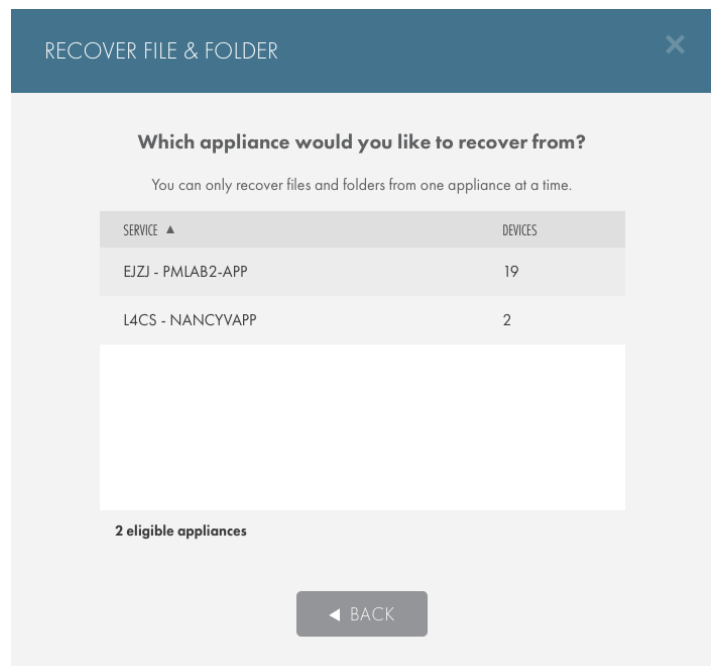 RECOVER FILE & FOLDER ×
Which appliance would you like to recover from?
You can only recover files and folders from one appliance at a time.
SERVICE ▲ DEVICES
EJZJ - PMLAB2-APP 19
L4CS - NANCYVAPP 2
2 eligible appliances
◀ BACK